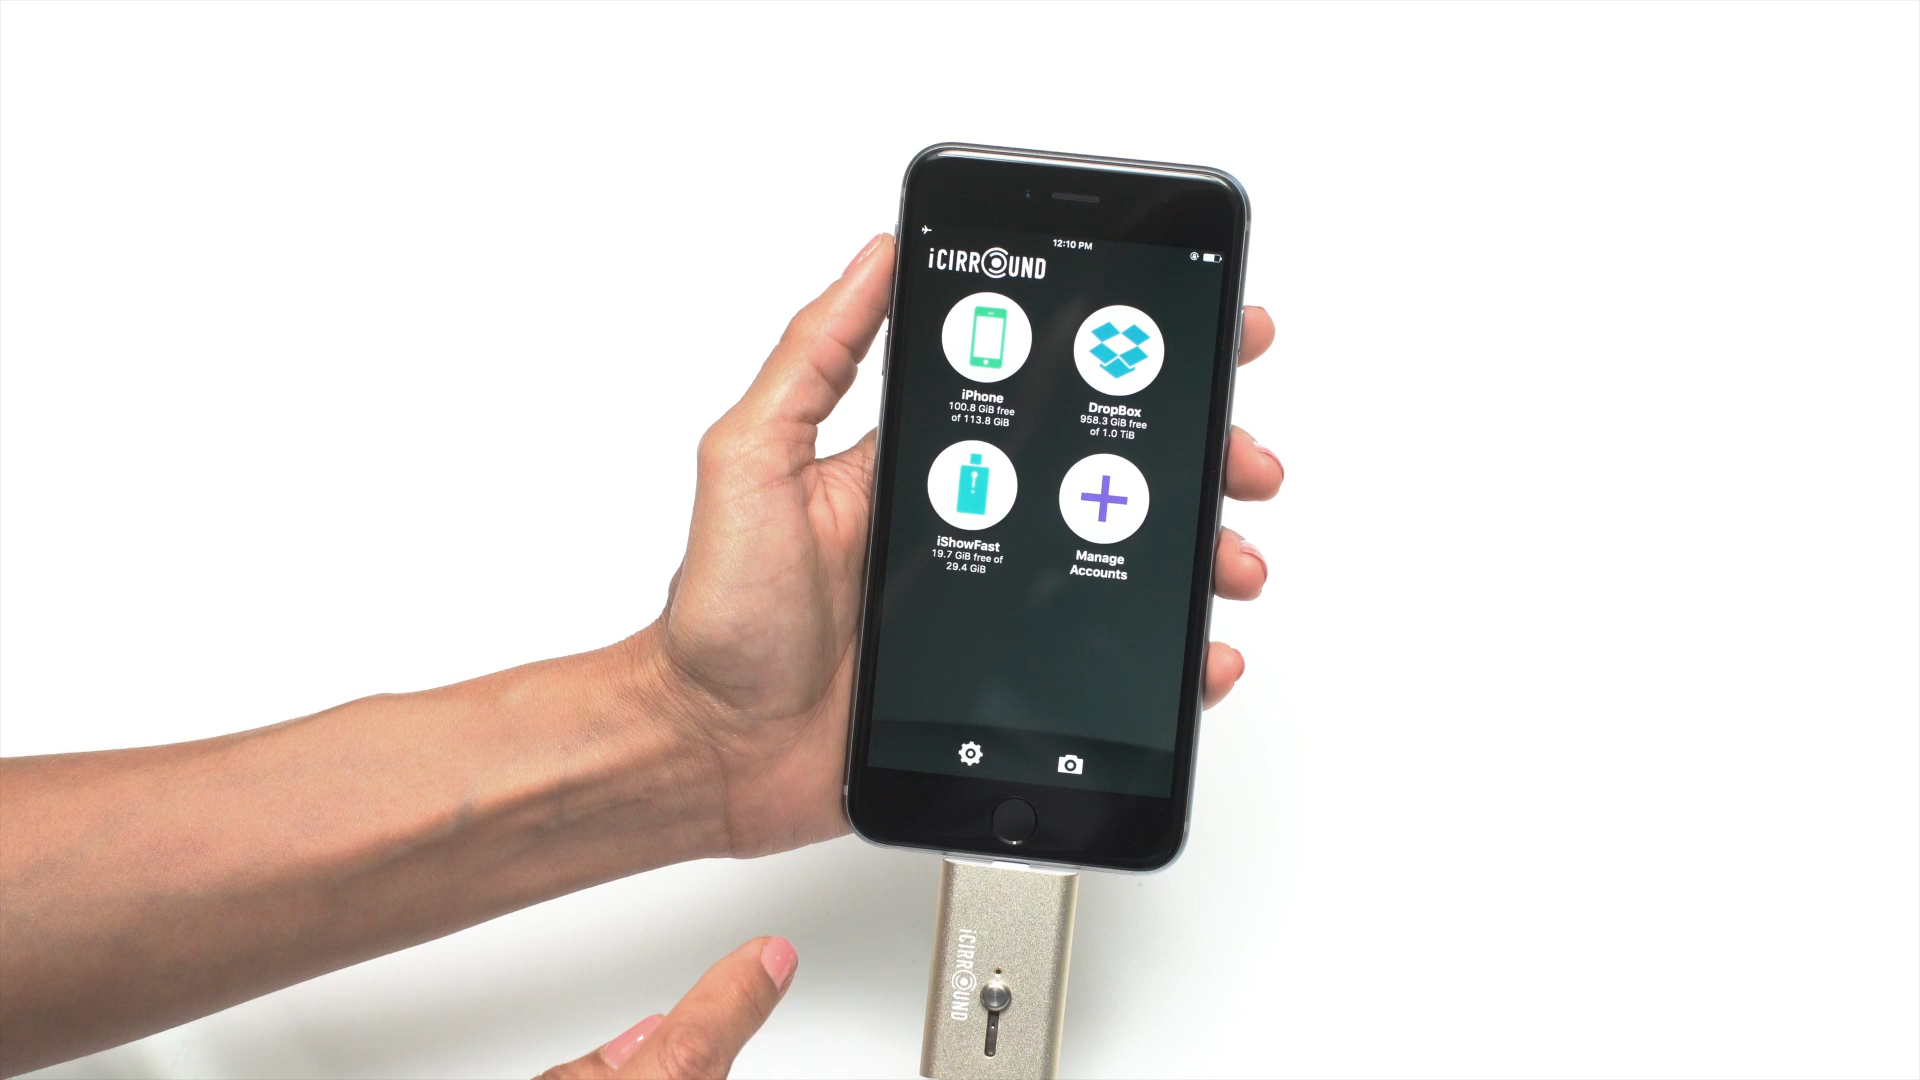 12:10 PM
iCIRROUND
iPhone
100.8 GiB free
of 113.8 GiB
DropBox
958.3 GiB free
of 1.0 TiB
iShowFast
19.7 GiB free of
29.4 GiB
Manage
Accounts
iCIRROUND